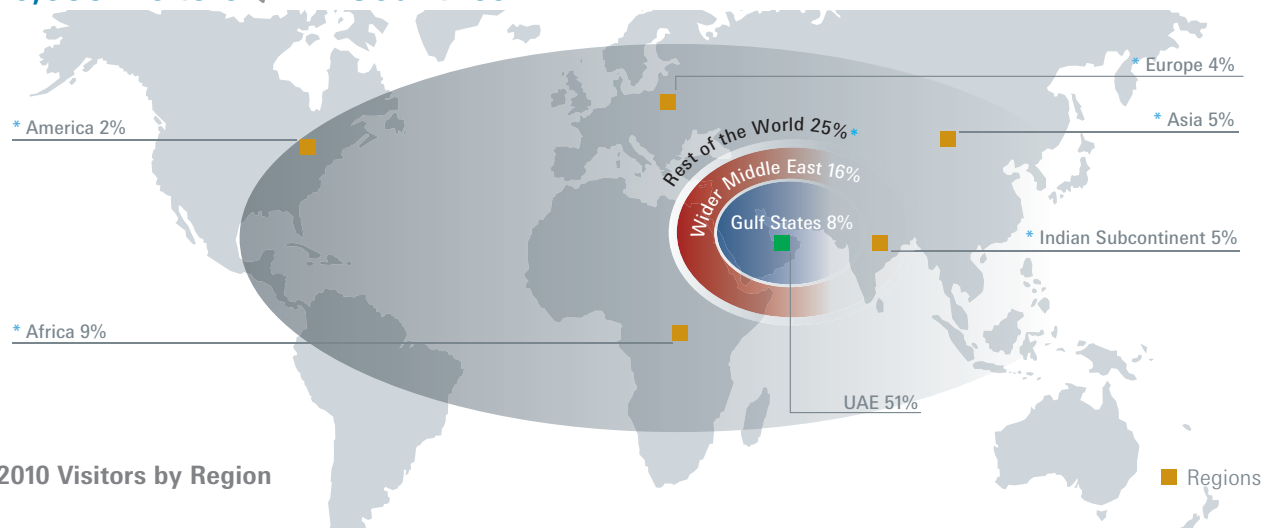 * Europe 4%
* America 2%
* Asia 5%
Rest of the World 25% *
Wider Middle East 16%
Gulf States 8%
* Indian Subcontinent 5%
* Africa 9%
UAE 51%
2010 Visitors by Region
Regions